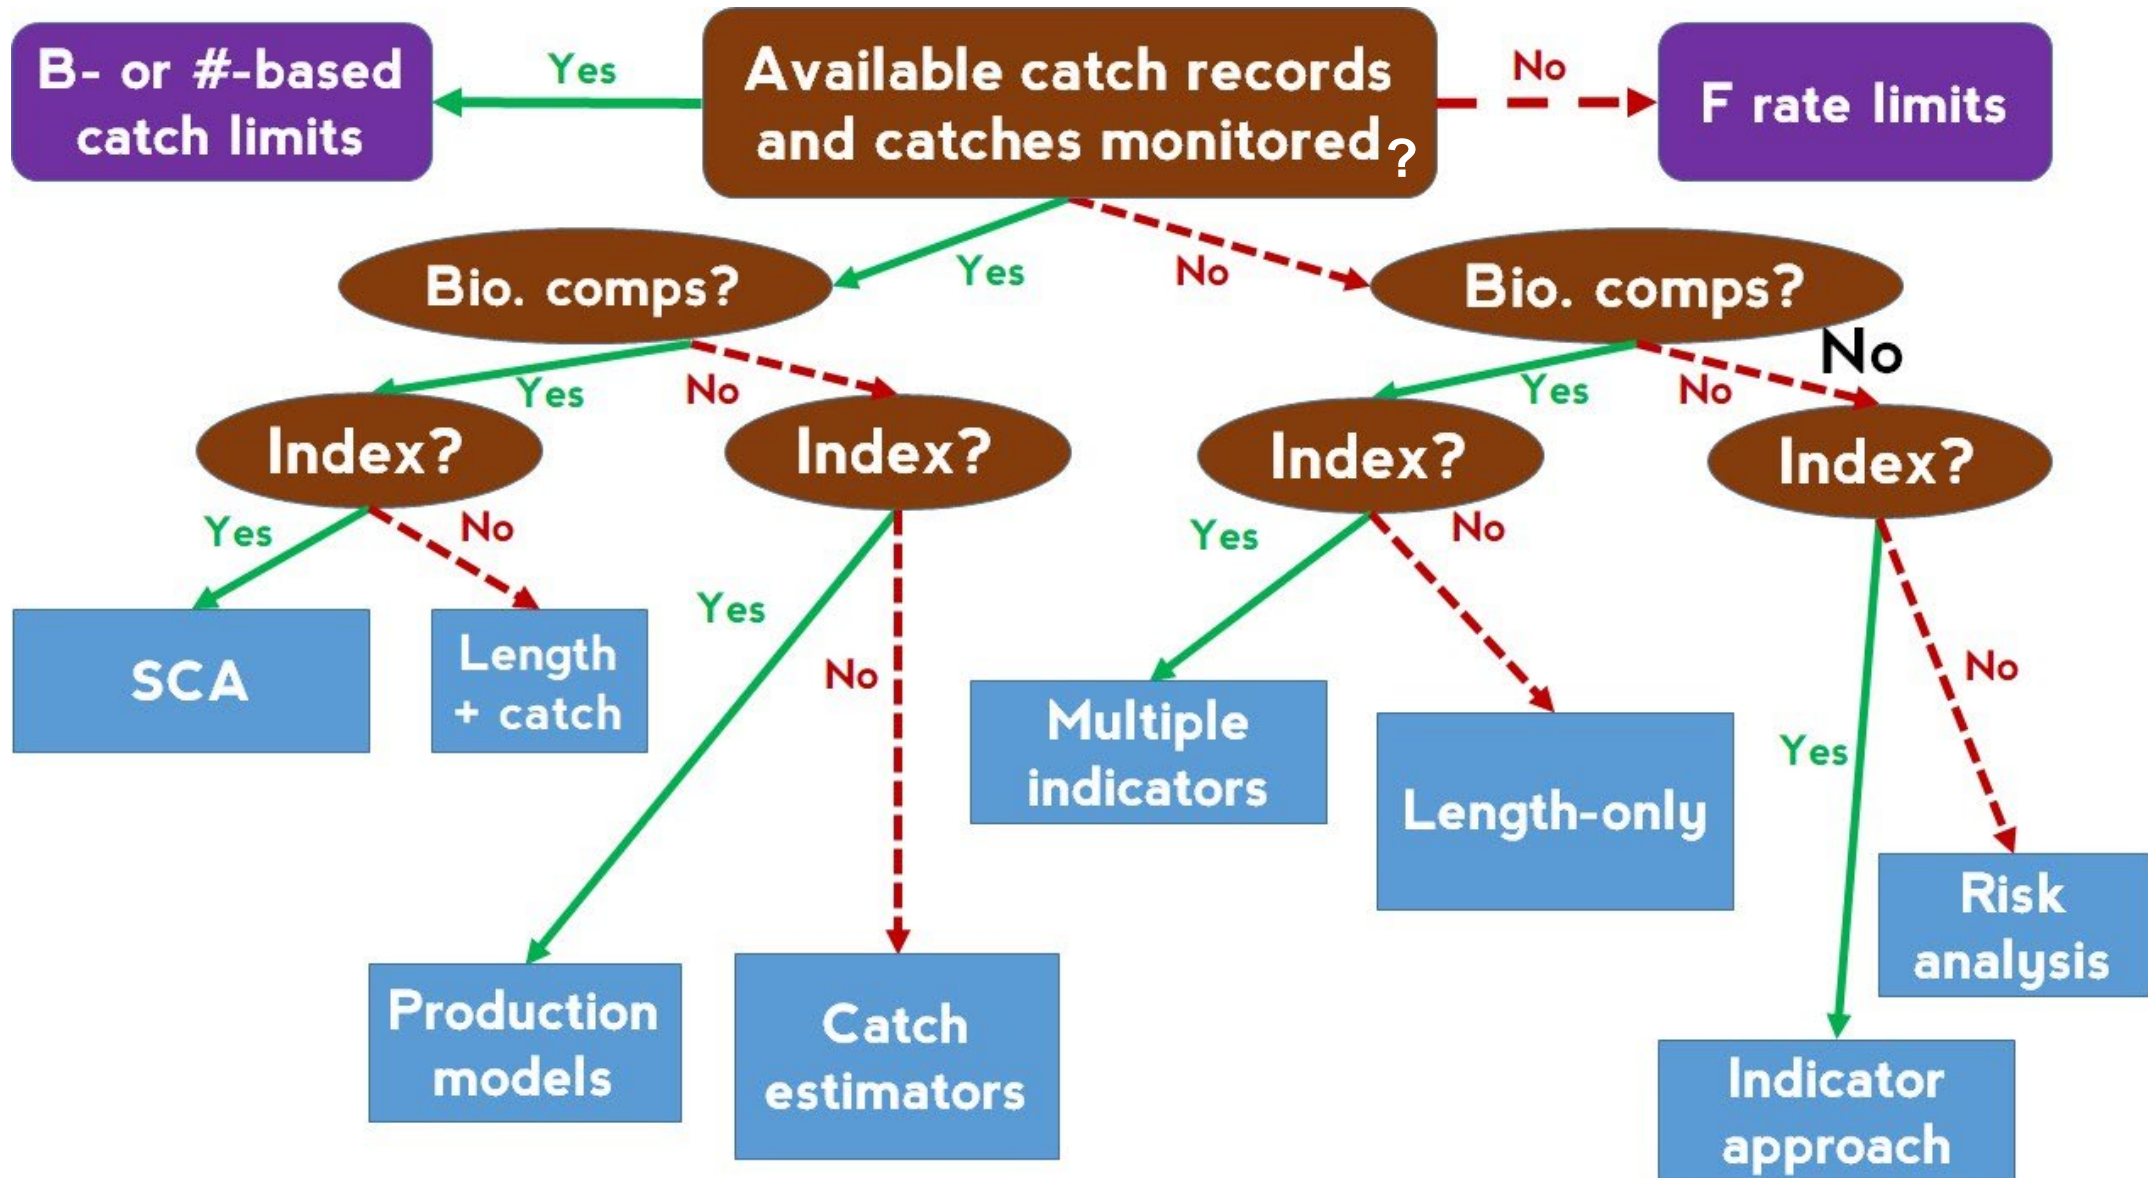 B- or #-based
catch limits
Yes
Available catch records
and catches monitored?
No
F rate limits
Bio. comps?
Yes
No
Bio. comps?
No
Yes
No
Yes
No
Index?
Index?
Index?
Index?
Yes
No
Yes
No
Yes
No
Yes
No
SCA
Length
+ catch
Multiple
indicators
Length-only
Risk
analysis
Production
models
Catch
estimators
Indicator
approach